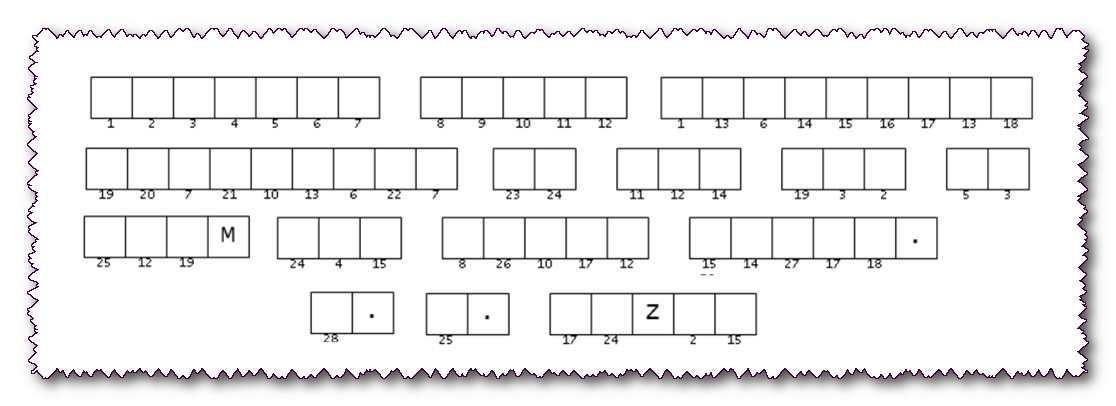 1 2 3 4 5 6 7 8 9 10 11 12 1 13 6 14 15 16 17 13 18
19 20 7 21 10 13 6 22 7 23 24 11 12 14 19 3 2 5 3
M
25 12 19 24 4 15 8 26 10 17 12 15 14 27 17 18 .
. . Z
28 25 17 24 2 15